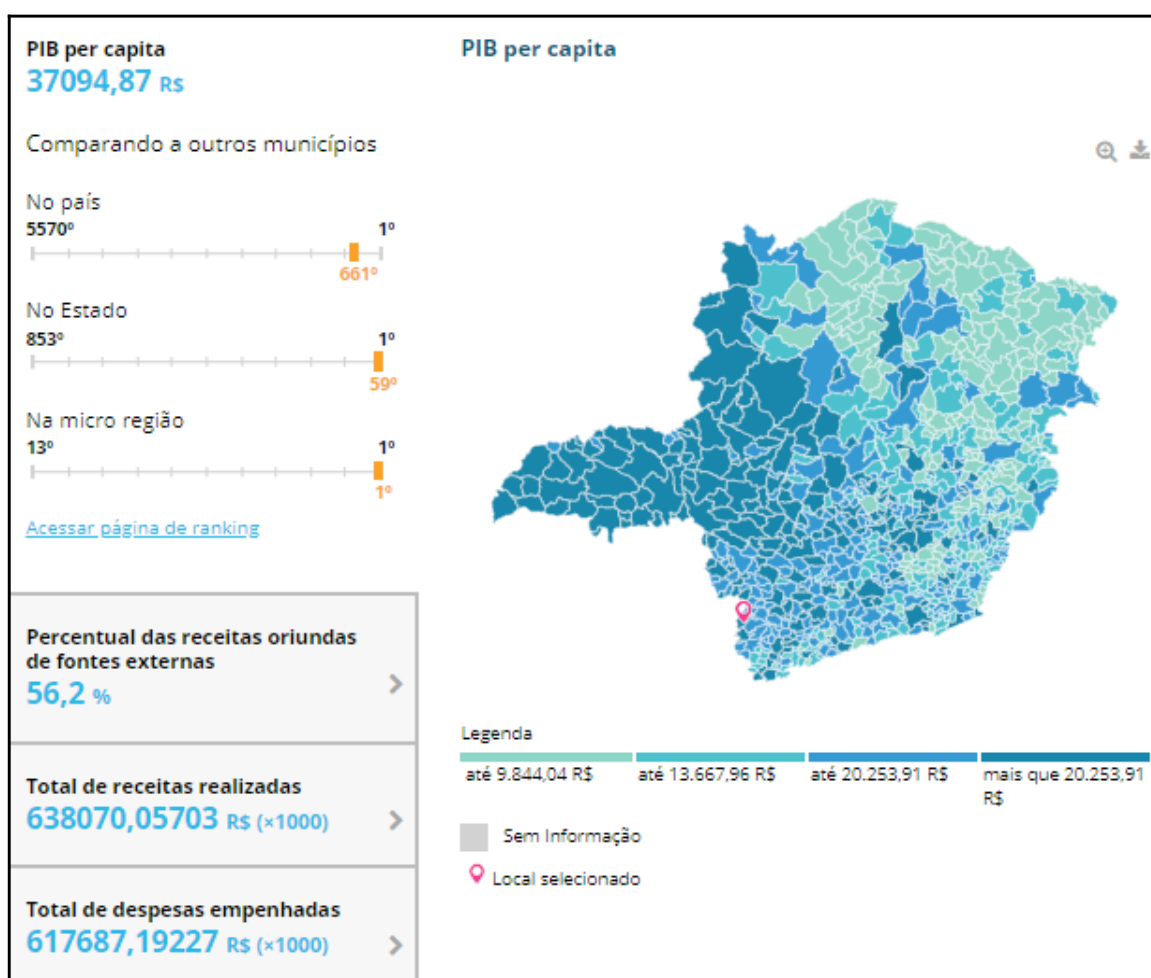 PIB per capita
37094,87 R$
Comparando a outros municípios
No país
5570º 1º
661º
No Estado
853º 1º
59º
Na micro região
13º 1º
1º
Acessar página de ranking
Percentual das receitas oriundas
de fontes externas
56,2 %
Total de receitas realizadas
638070,05703 R$ (×1000)
Total de despesas empenhadas
617687,19227 R$ (×1000)
PIB per capita
Legenda
até 9.844,04 R$ até 13.667,96 R$ até 20.253,91 R$ mais que 20.253,91
R$
Sem Informação
Local selecionado